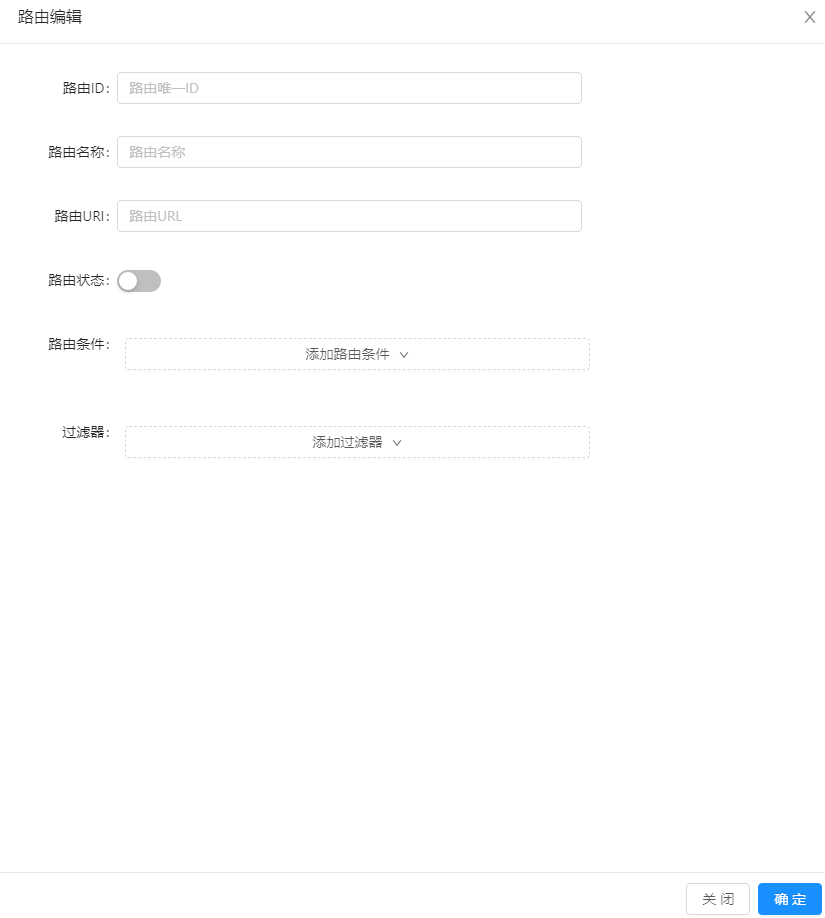 路由编辑
路由ID: 路由唯一ID
路由名称: 路由名称
路由URI: 路由URL
路由状态:
路由条件: 添加路由条件
过滤器: 添加过滤器
关 闭 确 定